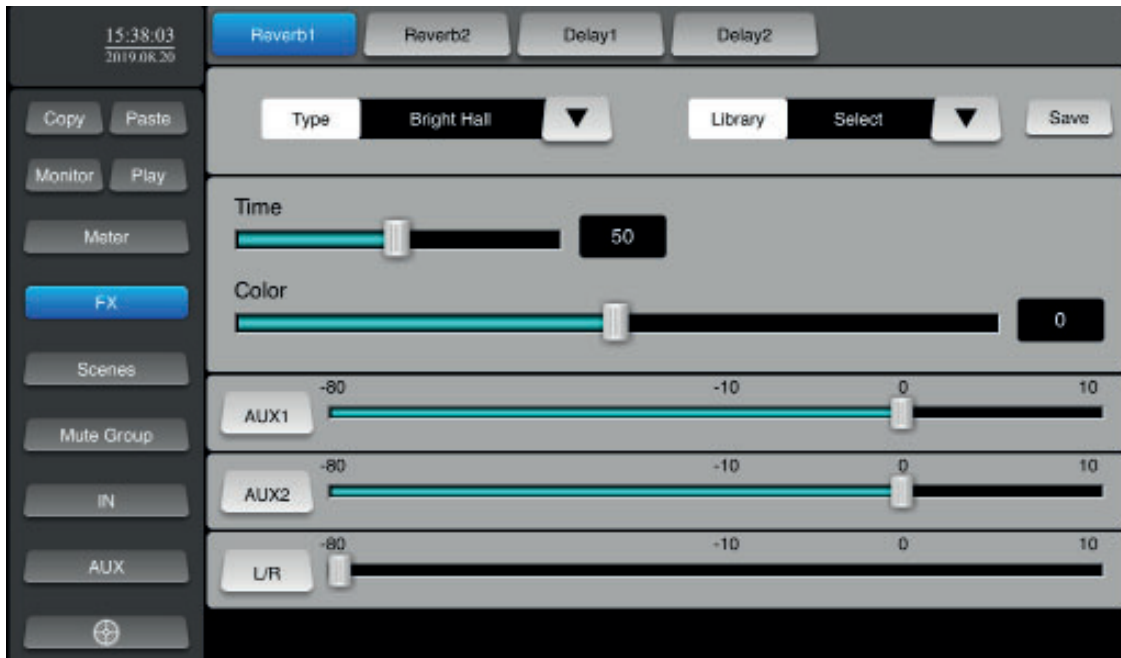 15:38:03
2019.08.20
Copy Paste
Monitor Play
Meter
FX
Scenes
Mute Group
IN
AUX
Reverb1 Reverb2 Delay1 Delay2
Type Bright Hall Library Select Save
Time
50
Color
0
-80 -10 0 10
AUX1
-80 -10 0 10
AUX2
-80 -10 0 10
L/R